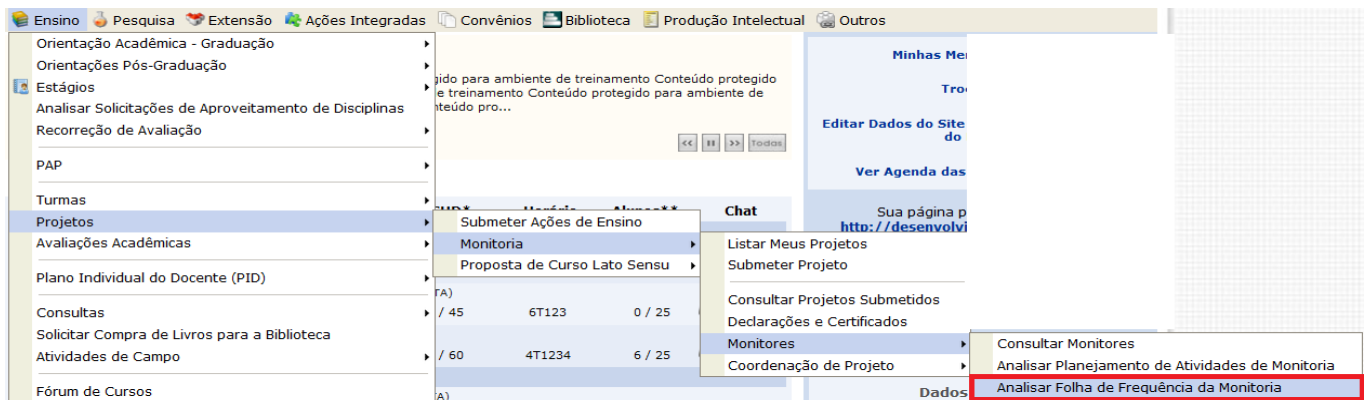 Ensino Pesquisa Extensão Ações Integradas Convênios Biblioteca Produção Intelectual Outros
Orientação Acadêmica - Graduação
Orientações Pós-Graduação
Estágios
Analisar Solicitações de Aproveitamento de Disciplinas
Recorreção de Avaliação
PAP
Turmas
Projetos
Avaliações Acadêmicas
Plano Individual do Docente (PID)
Consultas
Solicitar Compra de Livros para a Biblioteca
Atividades de Campo
Fórum de Cursos
para ambiente de treinamento Conteúdo protegido
treinamento Conteúdo protegido para ambiente de
pro...
<< >> Todas
Chat
Submeter Ações de Ensino
Monitoria
Proposta de Curso Lato Sensu
TA)
/ 45 6T123 0 / 25
/ 60 4T1234 6 / 25
A)
Listar Meus Projetos
Submeter Projeto
Consultar Projetos Submetidos
Declarações e Certificados
Monitores
Coordenação de Projeto
Consultar Monitores
Analisar Planejamento de Atividades de Monitoria
Analisar Folha de Frequência da Monitoria
Minhas
Editar Dados do Site
do
Ver Agenda das
Sua página p
http://desenvolvi
Dados